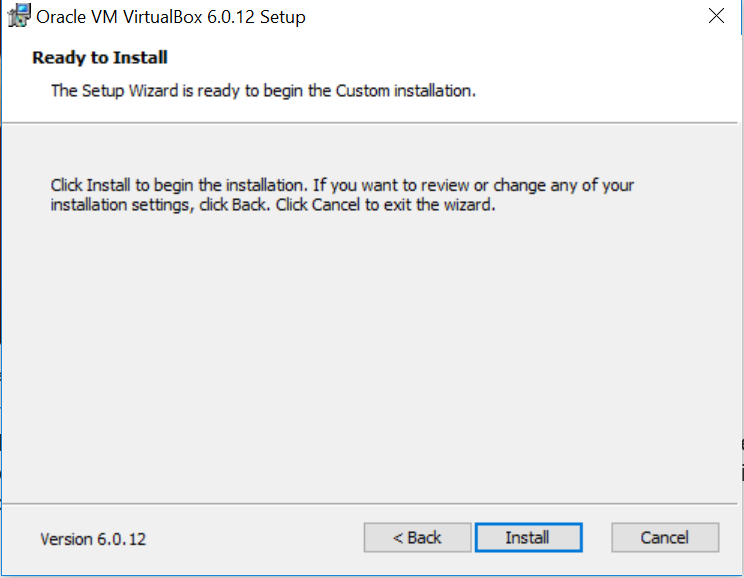 Oracle VM VirtualBox 6.0.12 Setup
Ready to Install
The Setup Wizard is ready to begin the Custom installation.
Click Install to begin the installation. If you want to review or change any of your
installation settings, click Back. Click Cancel to exit the wizard.
Version 6.0.12
< Back
Install
Cancel